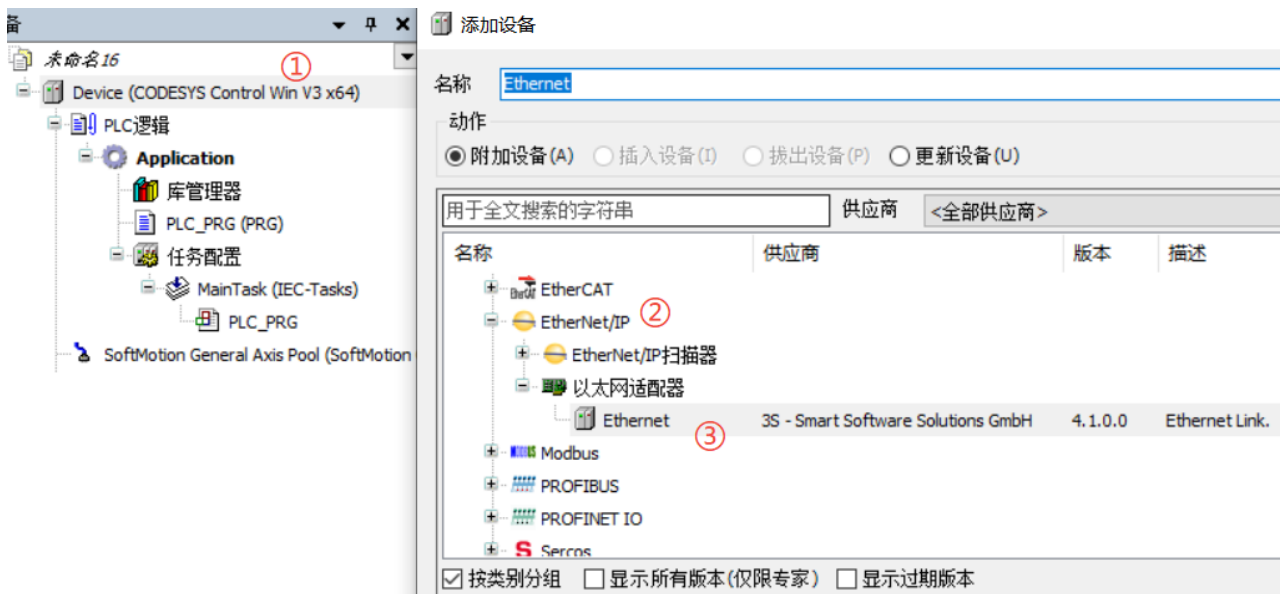 备
未命名16
①
Device (CODESYS Control Win V3 x64)
PLC逻辑
Application
库管理器
PLC_PRG (PRG)
任务配置
MainTask (IEC-Tasks)
PLC_PRG
SoftMotion General Axis Pool (SoftMotion
添加设备
名称 Ethernet
动作
附加设备(A) 插入设备(I) 拔出设备(P) 更新设备(U)
用于全文搜索的字符串 供应商 <全部供应商>
名称 供应商 版本 描述
EtherCAT
EtherNet/IP ②
EtherNet/IP扫描器
以太网适配器
Ethernet 3S - Smart Software Solutions GmbH 4.1.0.0 Ethernet Link.
③
Modbus
PROFIBUS
PROFINET IO
Sercos
按类别分组 显示所有版本(仅限专家) 显示过期版本